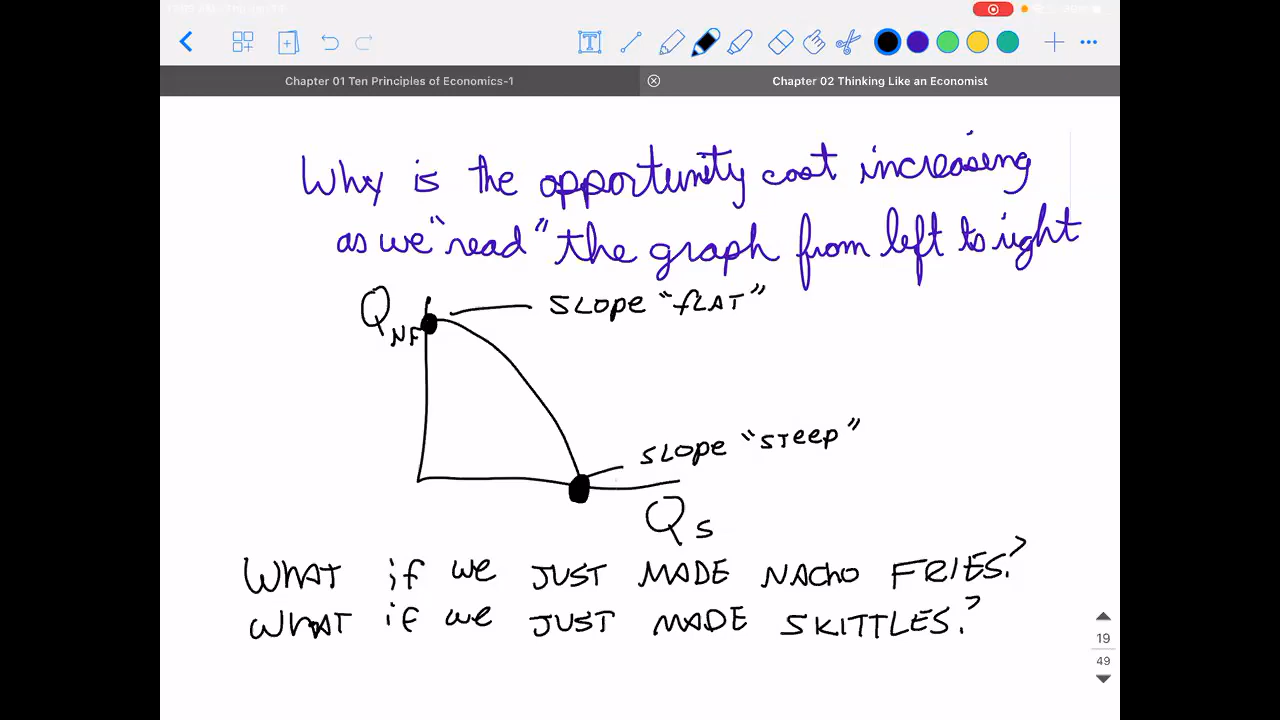 Chapter 01 Ten Principles of Economics-1
Chapter 02 Thinking Like an Economist
Why is the opportunity cost increasing
as we "read" the graph from left to right
Q NF
SLOPE "FLAT"
SLOPE "STEEP"
Q S
WHAT if we JUST MADE NACHO FRIES?
WHAT if we JUST MADE SKITTLES?
19
49